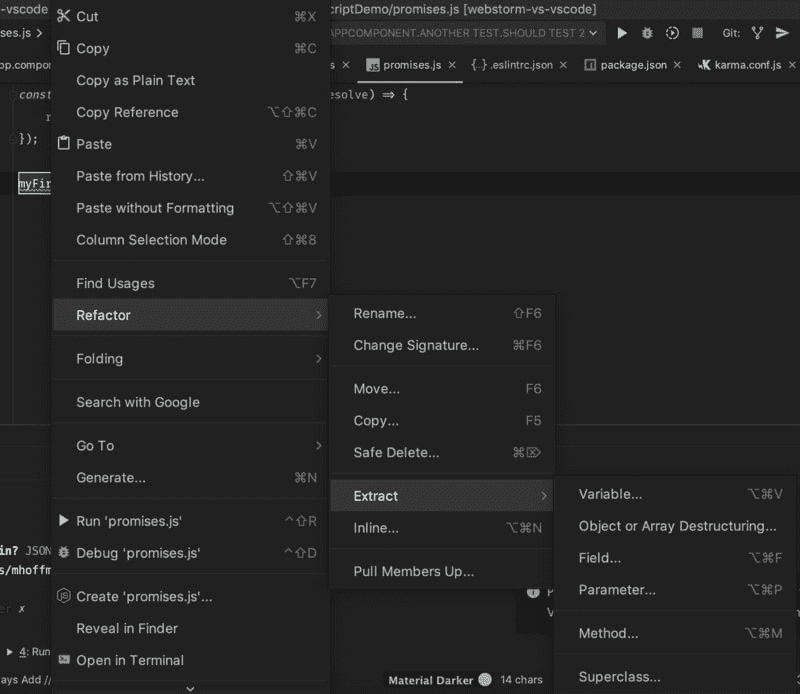 -vscode
Cut ⌘X
criptDemo/promises.js [webstorm-vs-vscode]
ses.js
Copy ⌘C
APPCOMPONENT.ANOTHER TEST.SHOULD TEST 2
Git:
pp.compor
s
promises.js
.eslintrc.json
package.json
karma.conf.js
Copy as Plain Text
const
esolve) => {
Copy Reference ⌥⇧⌘C
r
});
Paste ⌘V
Paste from History... ⇧⌘V
myFir
Paste without Formatting ⌥⇧⌘V
Column Selection Mode ⇧⌘8
Find Usages ⌥F7
Refactor
Rename... ⇧F6
Change Signature... ⌘F6
Folding
Move... F6
Search with Google
Copy... F5
Go To
Safe Delete... ⌘⌦
Generate... ⌘N
Extract
Variable... ⌥⌘V
Run 'promises.js' ^⇧R
Inline... ⌥⌘N
Object or Array Destructuring...
in? JSON
Debug 'promises.js' ^⇧D
Field... ⌥⌘F
s/mhoffm
Pull Members Up...
Create 'promises.js'...
Parameter... ⌥⌘P
er ✗
Reveal in Finder
Method... ⌥⌘M
4: Run
Open in Terminal
ays Add //
Material Darker
14 chars
Superclass...